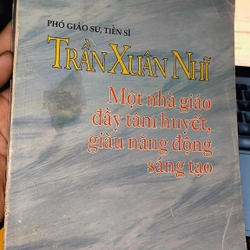 PHÓ GIÁO SƯ, TIẾN SĨ
TRẦN XUÂN NHĨ
Một nhà giáo
đầy tâm huyết,
giàu năng động
sáng tạo